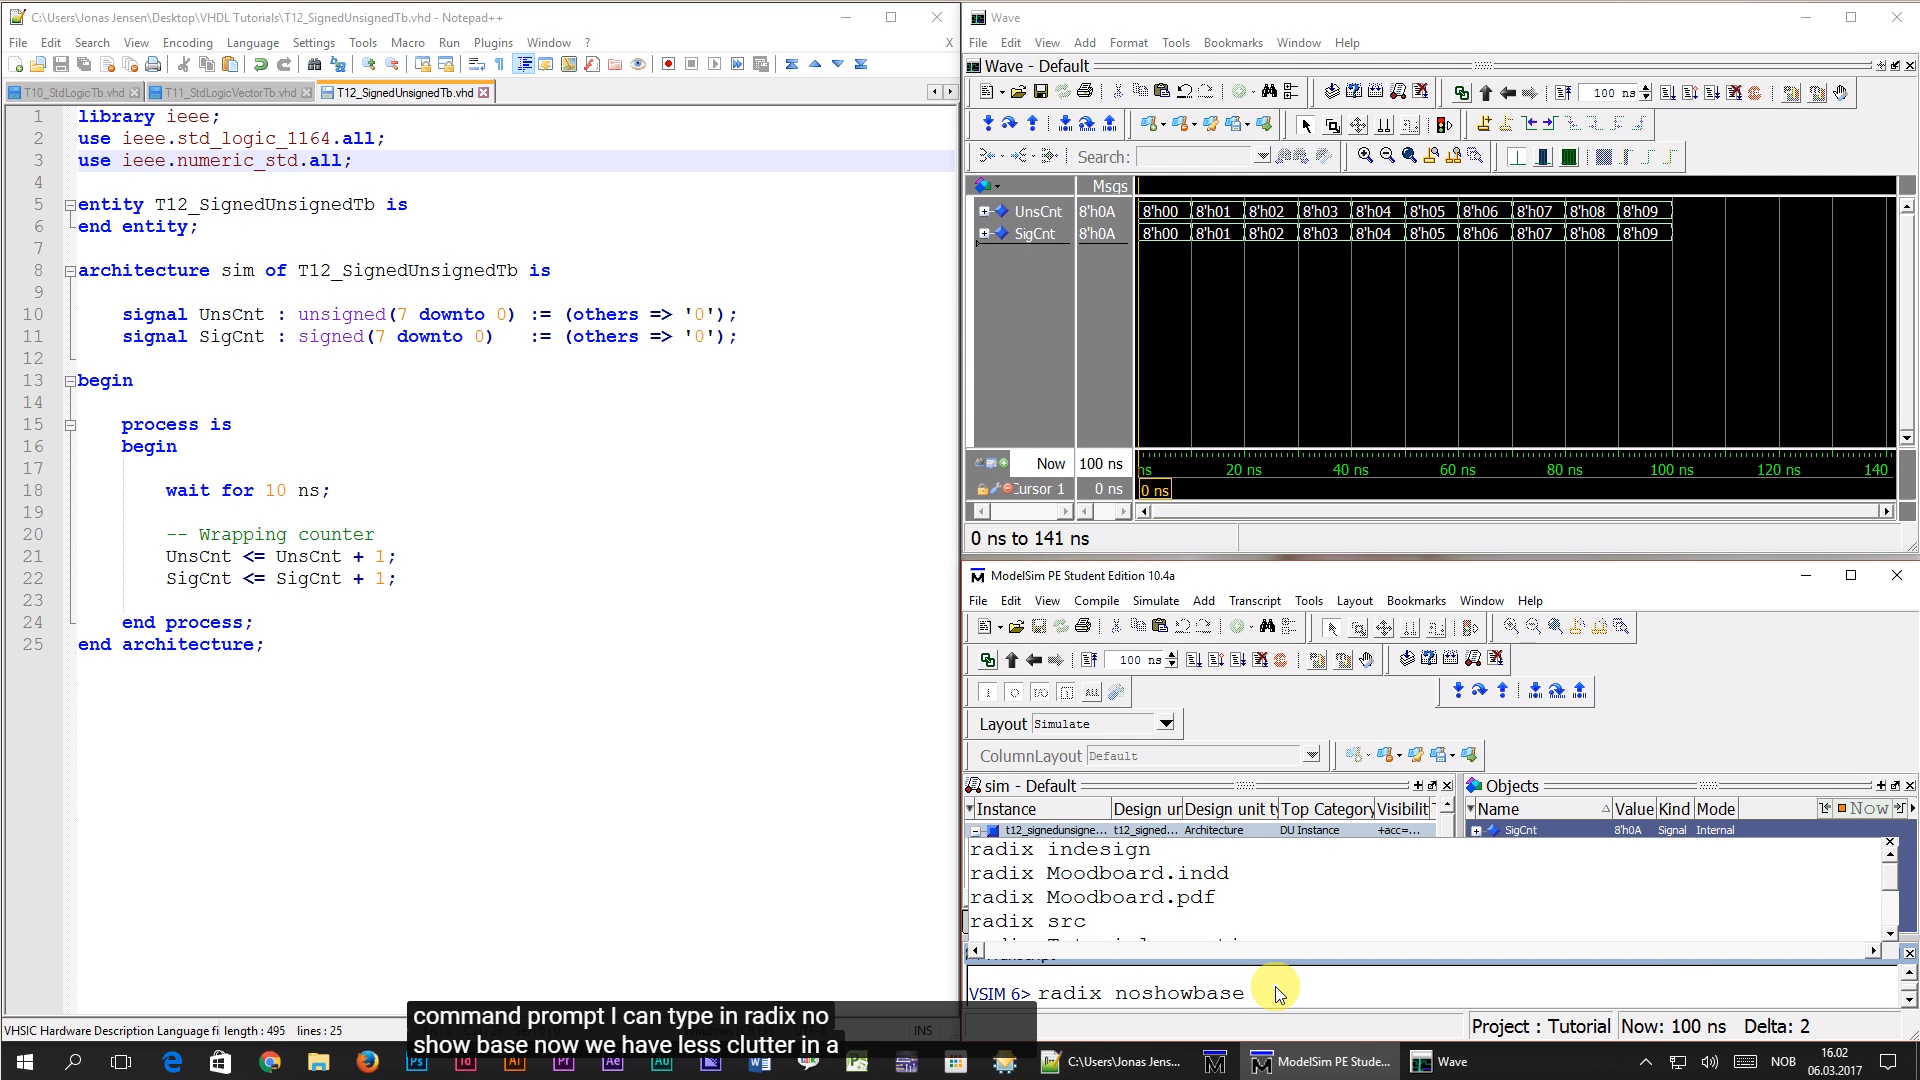 C:\Users\Jonas Jensen\Desktop\VHDL Tutorials\T12_SignedUnsignedTb.vhd - Notepad++
File Edit Search View Encoding Language Settings Tools Macro Run Plugins Window ? X
T10_StdLogicTb.vhd T11_StdLogicVectorTb.vhd T12_SignedUnsignedTb.vhd
1 library ieee;
2 use ieee.std_logic_1164.all;
3 use ieee.numeric_std.all;
4
5 entity T12_SignedUnsignedTb is
6 end entity;
7
8 architecture sim of T12_SignedUnsignedTb is
9
10 signal UnsCnt : unsigned(7 downto 0) := (others => '0');
11 signal SigCnt : signed(7 downto 0) := (others => '0');
12
13 begin
14
15 process is
16 begin
17
18 wait for 10 ns;
19
20 -- Wrapping counter
21 UnsCnt <= UnsCnt + 1;
22 SigCnt <= SigCnt + 1;
23
24 end process;
25 end architecture;
VHSIC Hardware Description Language fi length : 495 lines : 25 INS
Wave
File Edit View Add Format Tools Bookmarks Window Help
Wave - Default
100 ns
Search:
Msgs
UnsCnt 8'h0A 8'h00 8'h01 8'h02 8'h03 8'h04 8'h05 8'h06 8'h07 8'h08 8'h09
SigCnt 8'h0A 8'h00 8'h01 8'h02 8'h03 8'h04 8'h05 8'h06 8'h07 8'h08 8'h09
Now 100 ns ns 20 ns 40 ns 60 ns 80 ns 100 ns 120 ns 140
Cursor 1 0 ns 0 ns
0 ns to 141 ns
ModelSim PE Student Edition 10.4a
File Edit View Compile Simulate Add Transcript Tools Layout Bookmarks Window Help
100 ns
Layout Simulate
ColumnLayout Default
sim - Default
Instance Design ur Design unit t Top Category Visibilit
t12_signedunsigne... t12_signed... Architecture DU Instance +acc=...
Objects
Name Value Kind Mode Now
SigCnt 8'h0A Signal Internal
radix indesign
radix Moodboard.indd
radix Moodboard.pdf
radix src
VSIM 6> radix noshowbase
Project : Tutorial Now: 100 ns Delta: 2
command prompt I can type in radix no
show base now we have less clutter in a
C:\Users\Jonas Jens... ModelSim PE Stude... Wave
NOB 16.02
06.03.2017